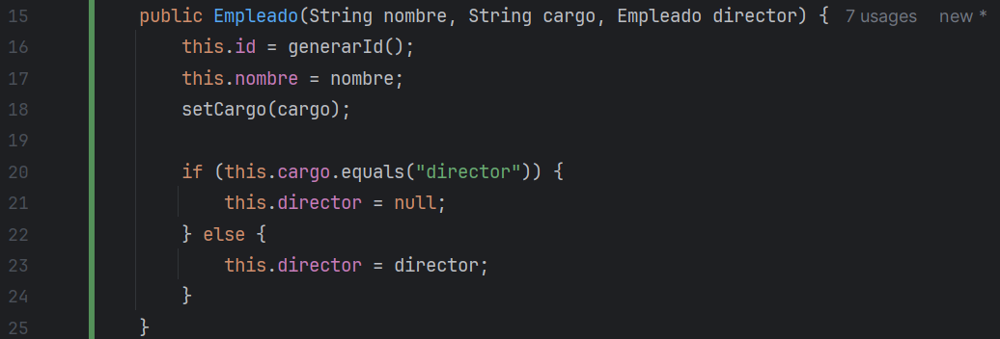 15 public Empleado(String nombre, String cargo, Empleado director) { 7 usages new *
16 this.id = generarId();
17 this.nombre = nombre;
18 setCargo(cargo);
19
20 if (this.cargo.equals("director")) {
21 this.director = null;
22 } else {
23 this.director = director;
24 }
25 }